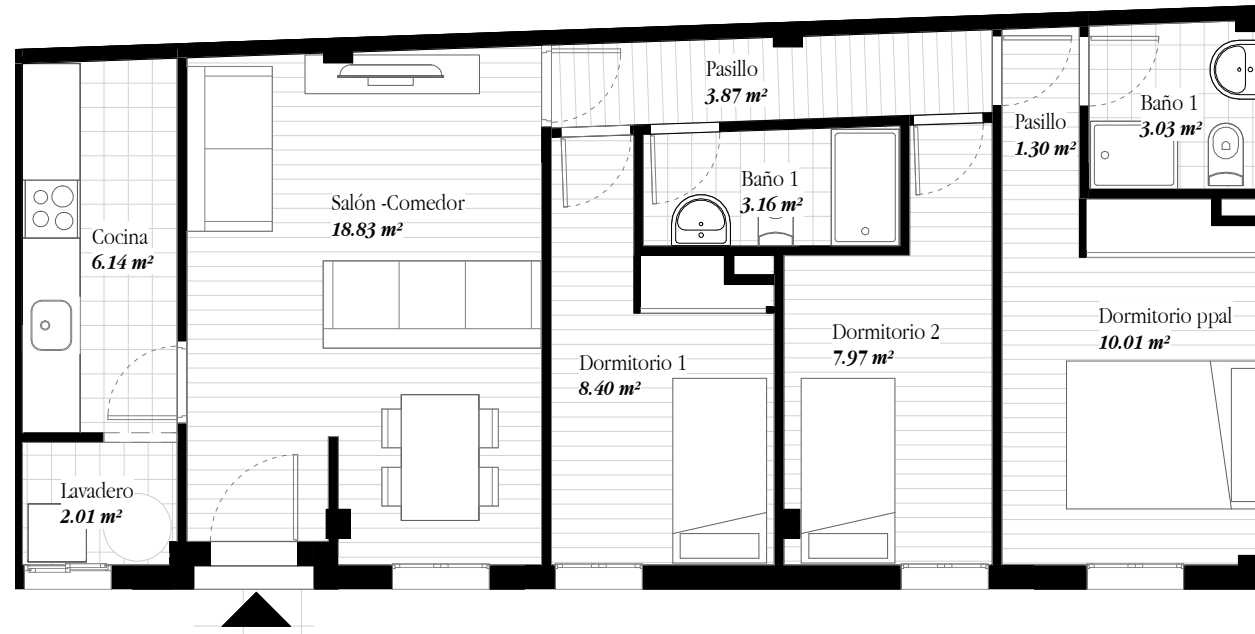 Cocina
6.14 m²
Lavadero
2.01 m²
Salón -Comedor
18.83 m²
Pasillo
3.87 m²
Baño 1
3.16 m²
Dormitorio 1
8.40 m²
Dormitorio 2
7.97 m²
Pasillo
1.30 m²
Baño 1
3.03 m²
Dormitorio ppal
10.01 m²